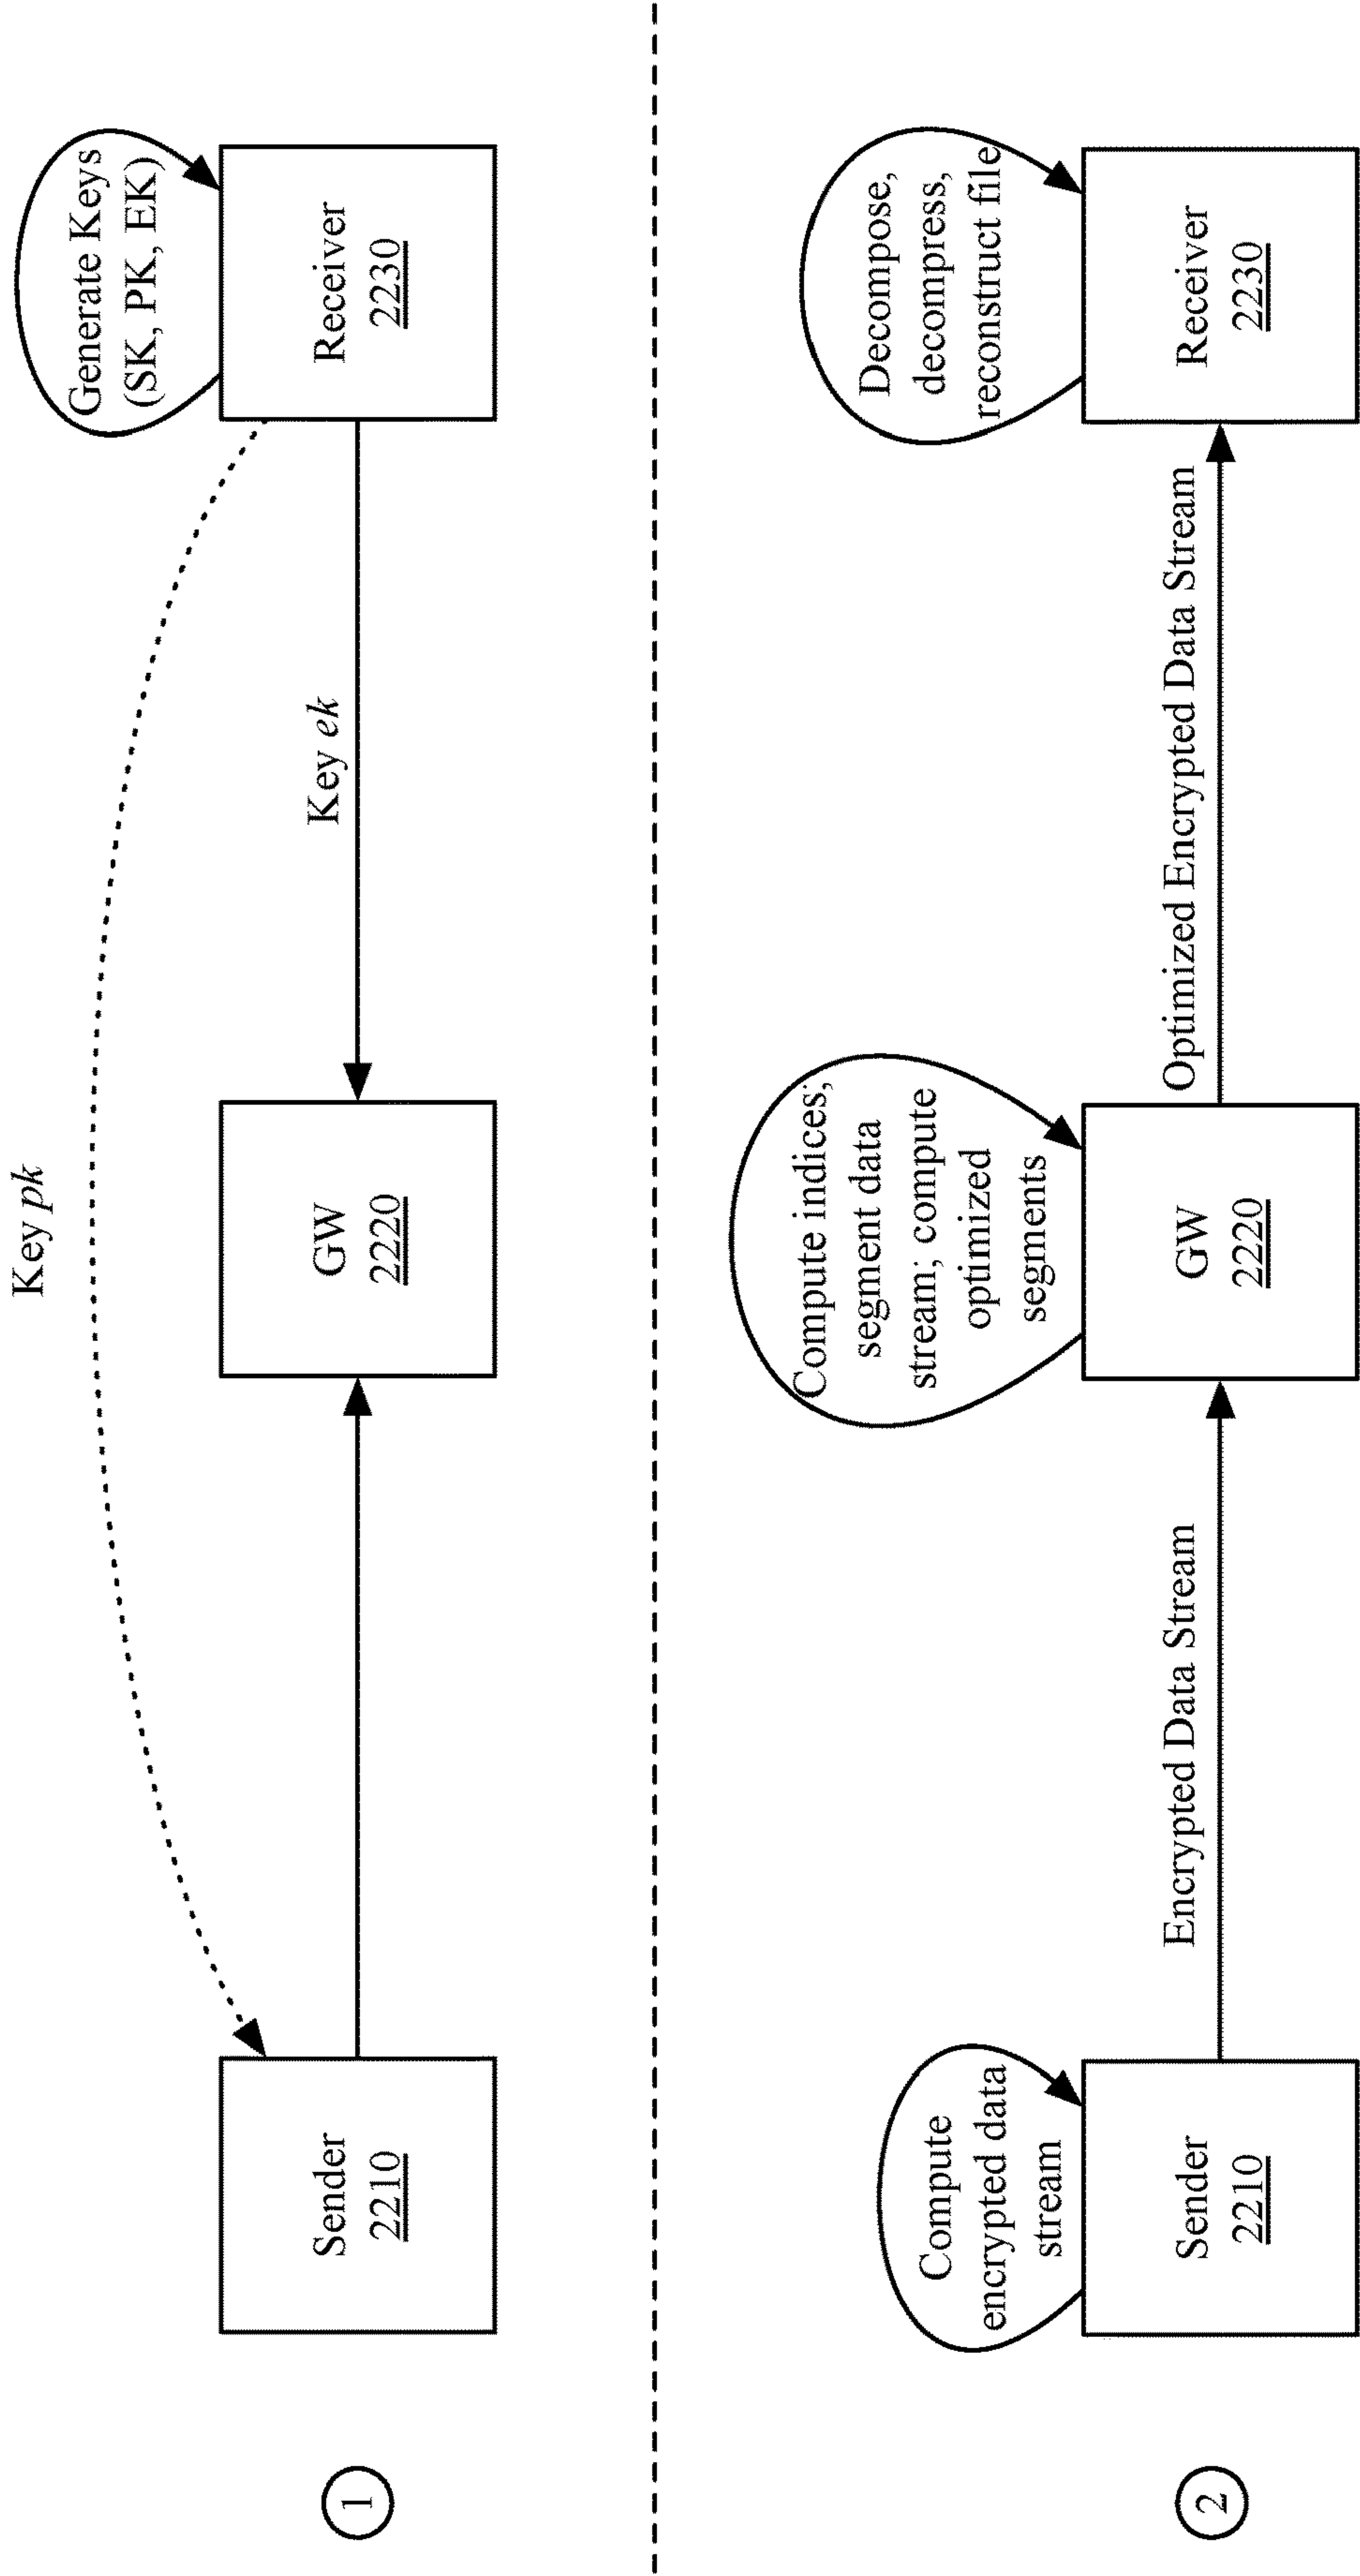 1
Key pk
Generate Keys
(SK, PK, EK)
Sender
2210
GW
2220
Key ek
Receiver
2230
2
Compute
encrypted data
stream
Sender
2210
Encrypted Data Stream
Compute indices;
segment data
stream; compute
optimized
segments
GW
2220
Optimized Encrypted Data Stream
Decompose,
decompress,
reconstruct file
Receiver
2230